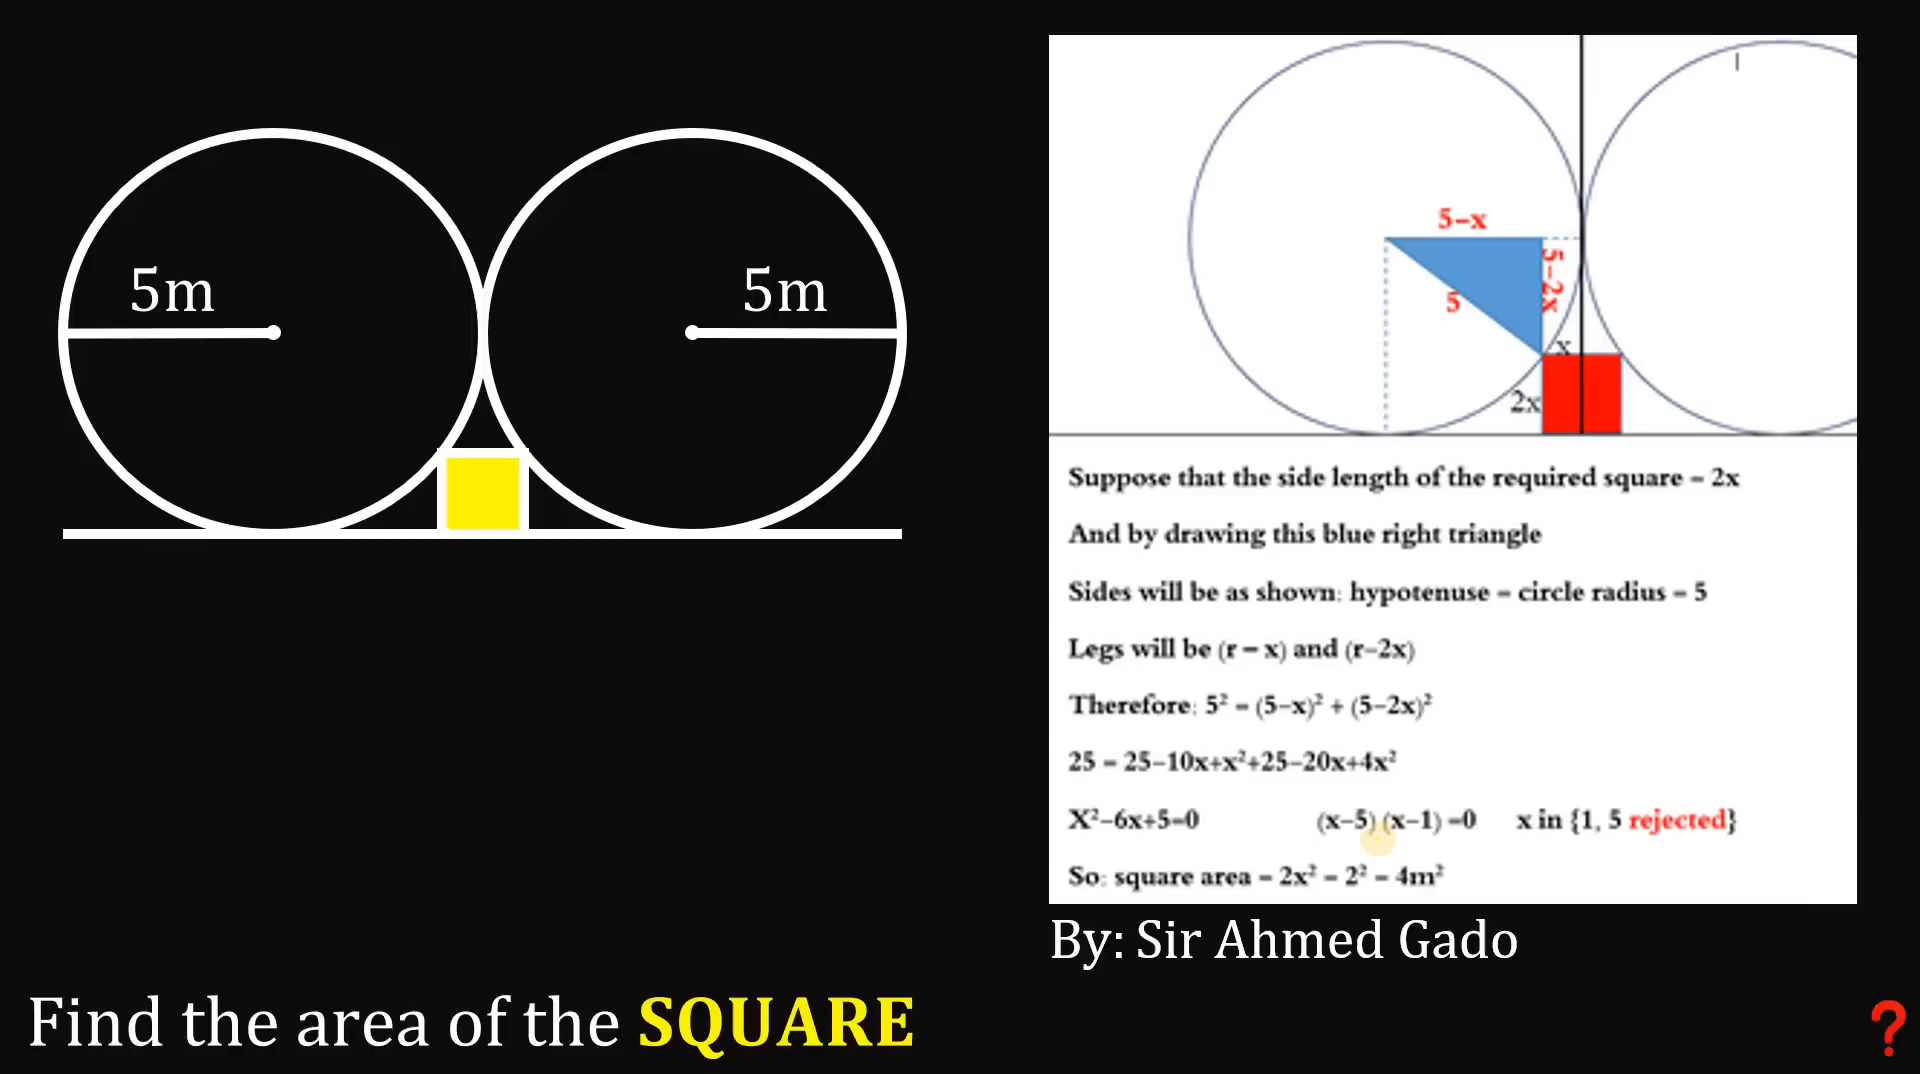 5m
5m
5-x
5-2x
5
x
2x
Suppose that the side length of the required square = 2x
And by drawing this blue right triangle
Sides will be as shown: hypotenuse = circle radius = 5
Legs will be (r - x) and (r-2x)
Therefore: 5² = (5-x)² + (5-2x)²
25 = 25-10x+x²+25-20x+4x²
X²-6x+5=0 (x-5) (x-1) =0 x in {1, 5 rejected}
So: square area = 2x² = 2² = 4m²
By: Sir Ahmed Gado
Find the area of the SQUARE
?